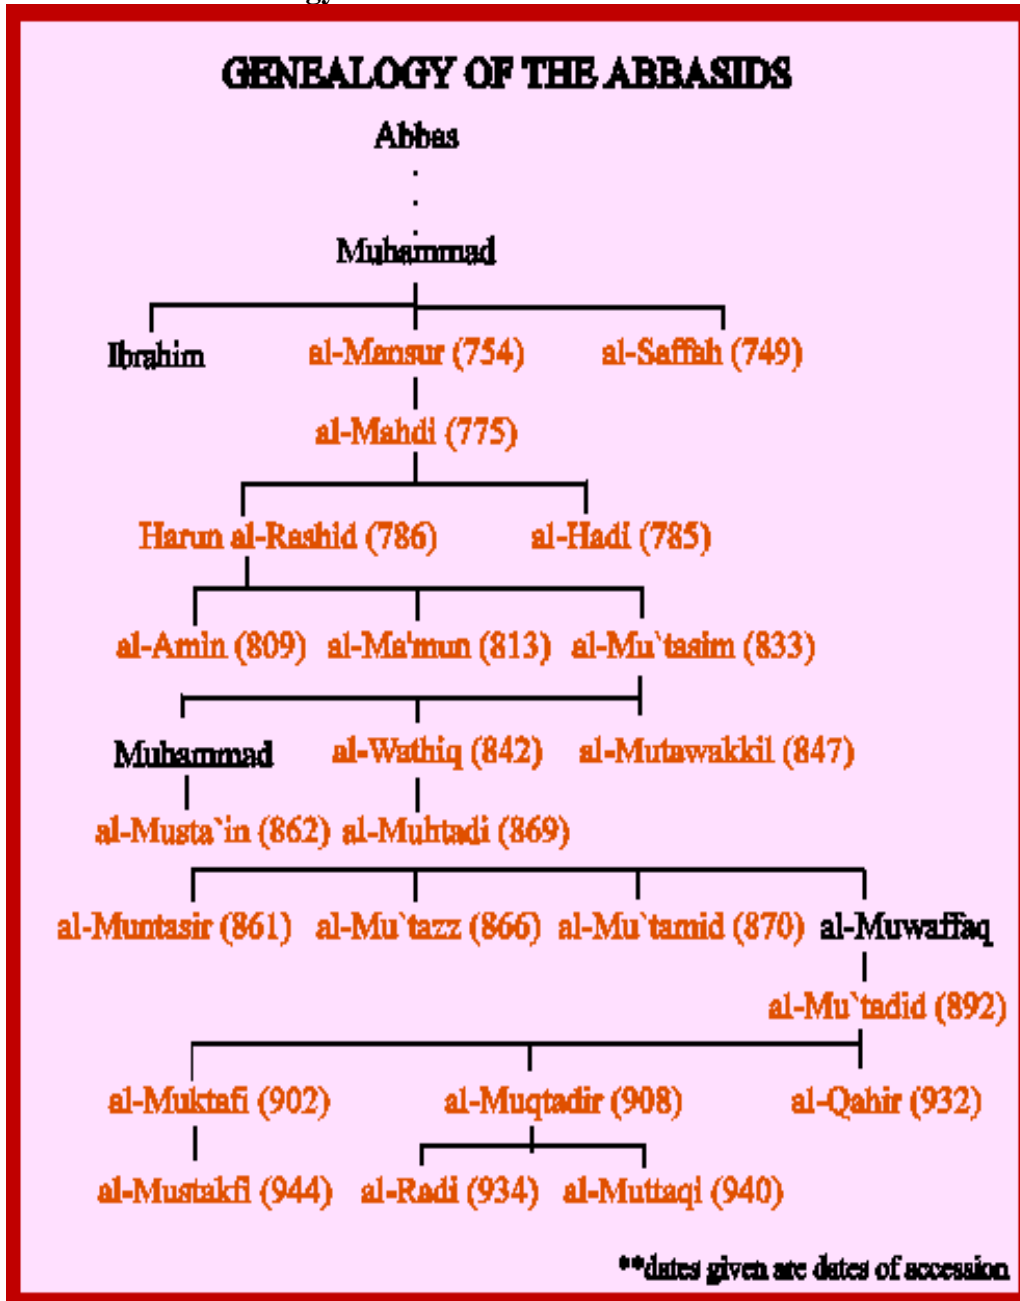 GENEALOGY OF THE ABBASIDS
Abbas
Muhammad
Ibrahim al-Mansur (754) al-Saffah (749)
al-Mahdi (775)
Harun al-Rashid (786) al-Hadi (785)
al-Amin (809) al-Ma'mun (813) al-Mu`tasim (833)
Muhammad al-Wathiq (842) al-Mutawakkil (847)
al-Musta`in (862) al-Muhtadi (869)
al-Muntasir (861) al-Mu`tazz (866) al-Mu`tamid (870) al-Muwaffaq
al-Mu`tadid (892)
al-Muktafi (902) al-Muqtadir (908) al-Qahir (932)
al-Mustakfi (944) al-Radi (934) al-Muttaqi (940)
**dates given are dates of accession